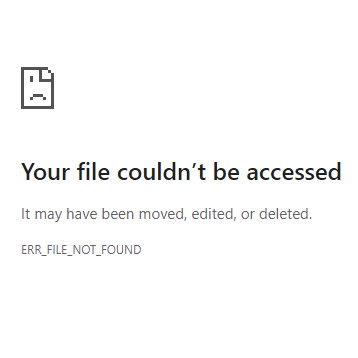 Your file couldn’t be accessed
It may have been moved, edited, or deleted.
ERR_FILE_NOT_FOUND